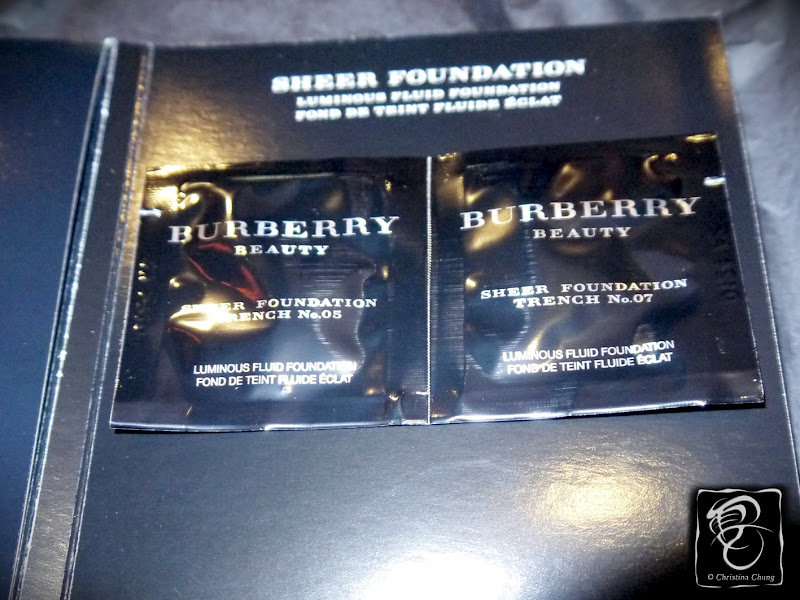 SHEER FOUNDATION
LUMINOUS FLUID FOUNDATION
FOND DE TEINT FLUIDE ÉCLAT
BURBERRY
BEAUTY
SHEER FOUNDATION
TRENCH No.05
LUMINOUS FLUID FOUNDATION
FOND DE TEINT FLUIDE ÉCLAT
BURBERRY
BEAUTY
SHEER FOUNDATION
TRENCH No.07
LUMINOUS FLUID FOUNDATION
FOND DE TEINT FLUIDE ÉCLAT
© Christina Chung